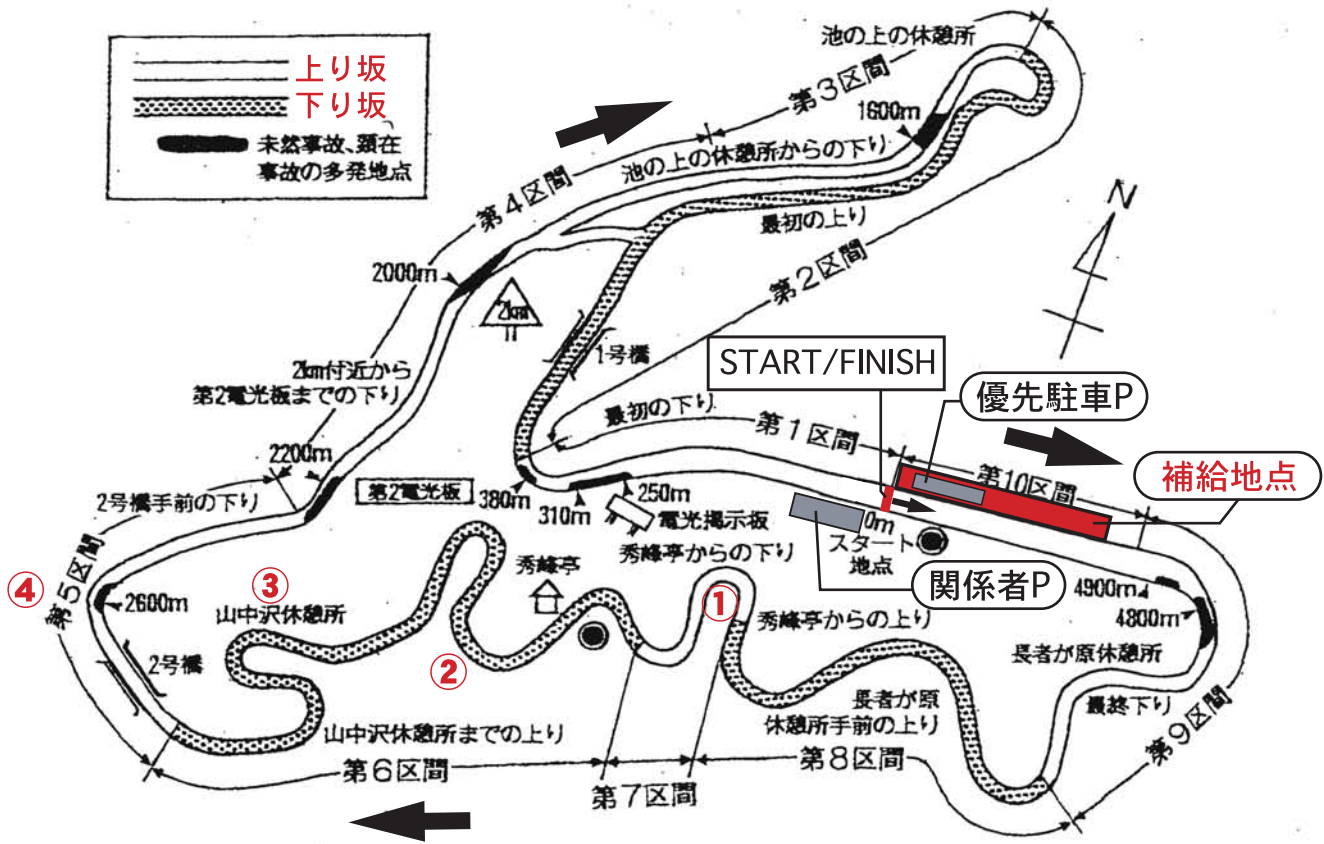 上り坂
下り坂
未然事故、顕在
事故の多発地点
池の上の休憩所
第3区間
1600m
池の上の休憩所からの下り
第4区間
最初の上り
第2区間
N
2000m
2km
1号橋
START/FINISH
優先駐車P
2km付近から
第2電光板までの下り
最初の下り
第1区間
第10区間
補給地点
2200m
2号橋手前の下り
第2電光板
380m
310m
250m
電光掲示板
0m
スタート
地点
関係者P
秀峰亭からの下り
秀峰亭
④
第5区間
2600m
③
山中沢休憩所
①
秀峰亭からの上り
4900m
4800m
②
2号橋
長者が原休憩所
最終下り
長者が原
休憩所手前の上り
第9区間
山中沢休憩所までの上り
第6区間
第7区間
第8区間